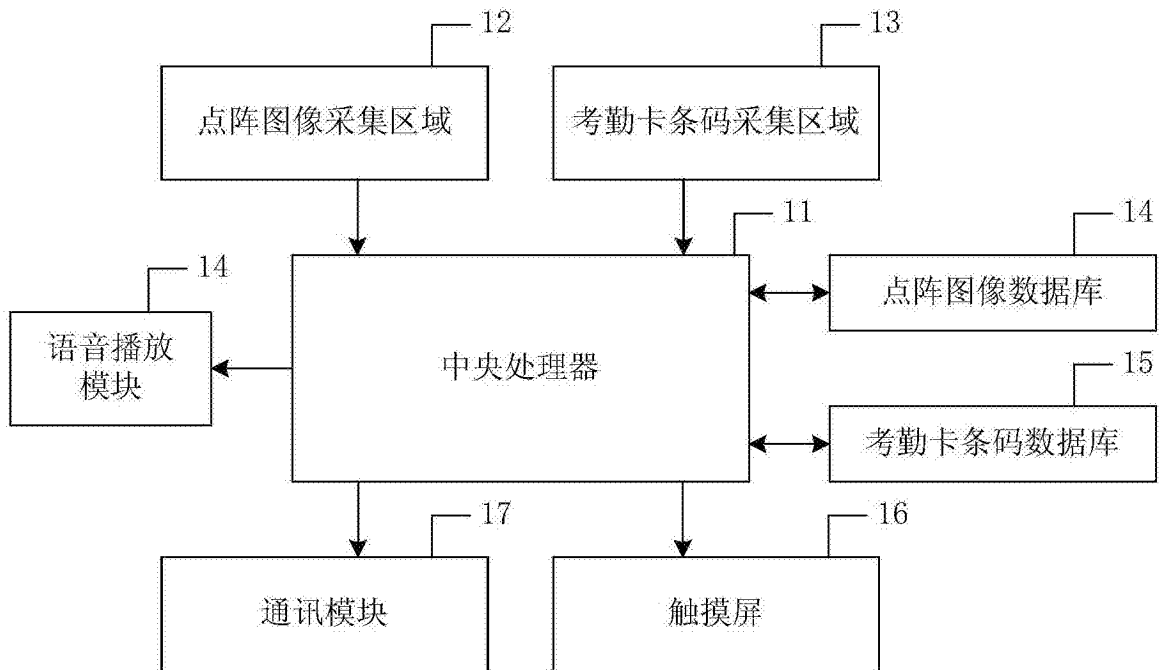 12
13
点阵图像采集区域
考勤卡条码采集区域
11
14
14
点阵图像数据库
语音播放
模块
中央处理器
15
考勤卡条码数据库
17
16
通讯模块
触摸屏